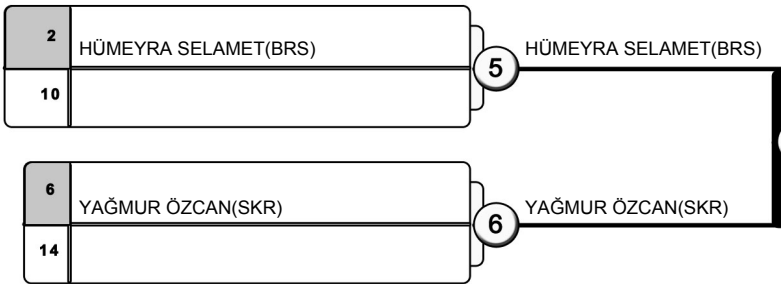 2
HÜMEYRA SELAMET(BRS)
10
5
HÜMEYRA SELAMET(BRS)
6
YAĞMUR ÖZCAN(SKR)
14
6
YAĞMUR ÖZCAN(SKR)